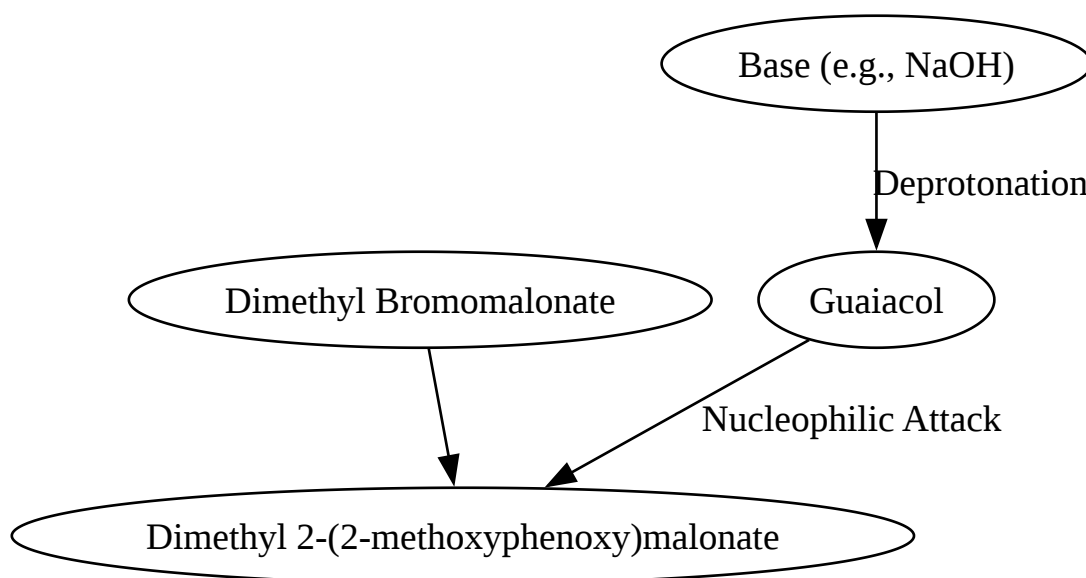 Base (e.g., NaOH)
Deprotonation
Dimethyl Bromomalonate
Guaiacol
Nucleophilic Attack
Dimethyl 2-(2-methoxyphenoxy)malonate